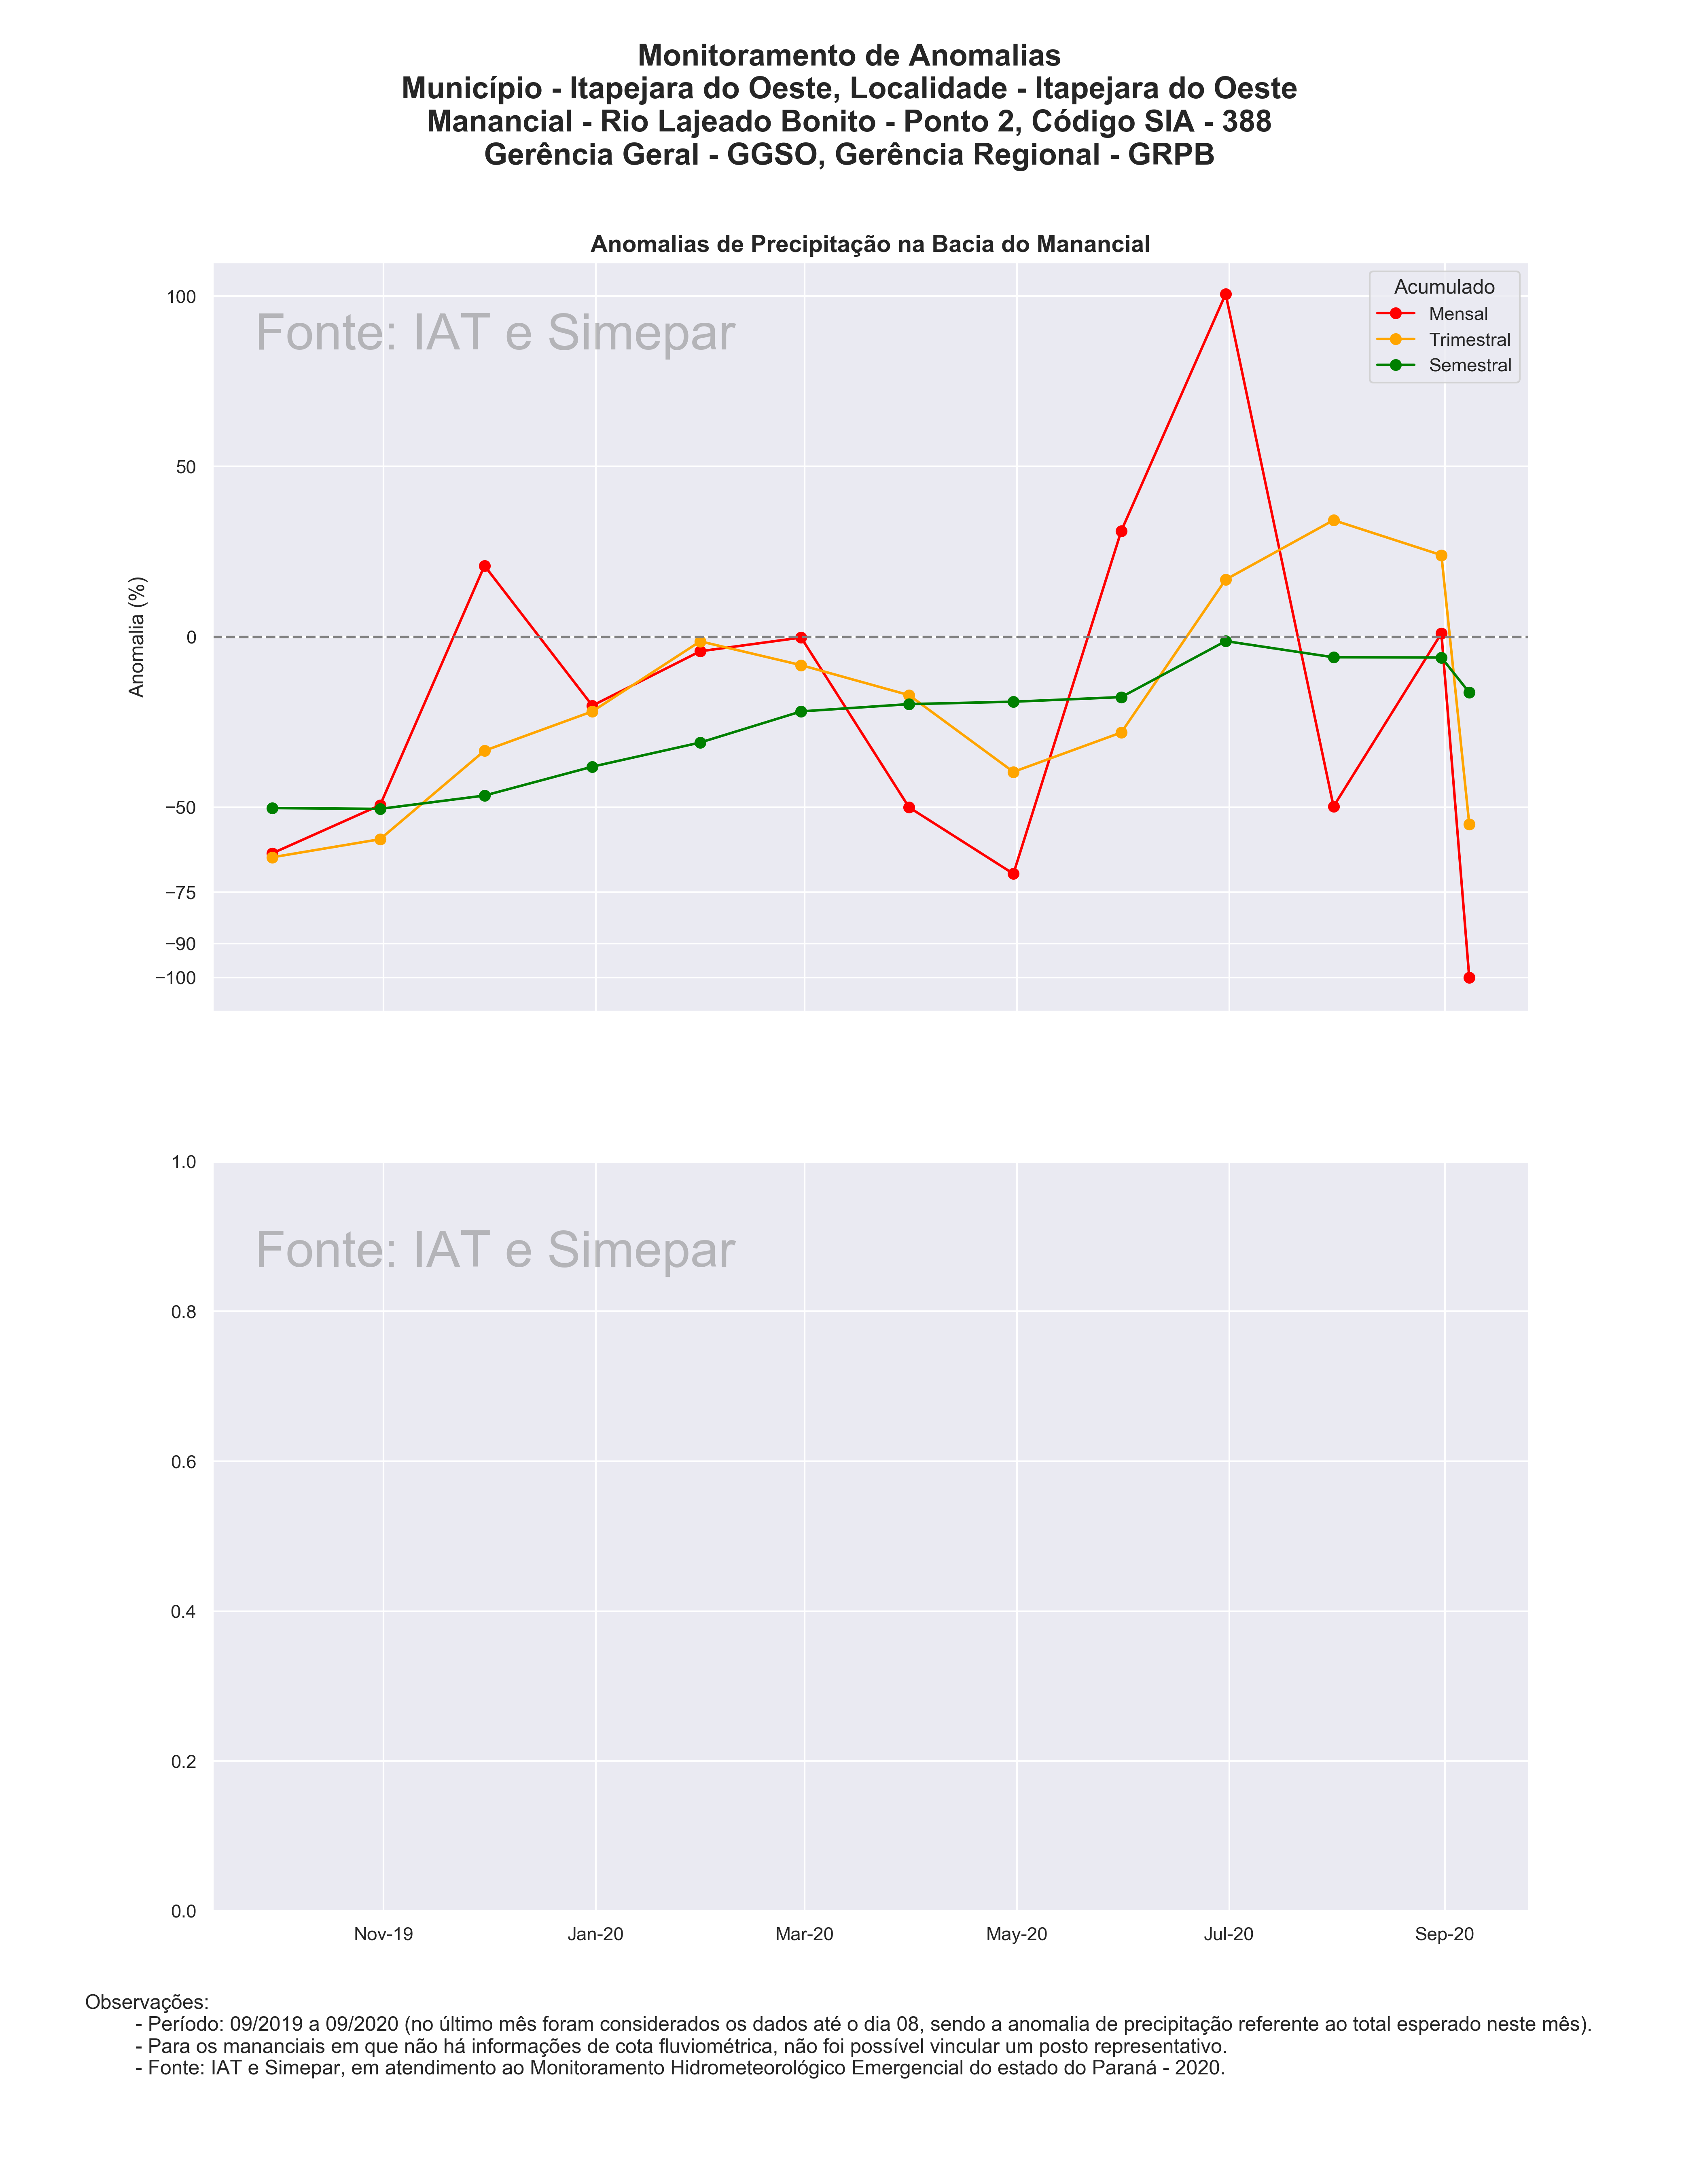 Monitoramento de Anomalias
Município - Itapejara do Oeste, Localidade - Itapejara do Oeste
Manancial - Rio Lajeado Bonito - Ponto 2, Código SIA - 388
Gerência Geral - GGSO, Gerência Regional - GRPB
Anomalias de Precipitação na Bacia do Manancial
Fonte: IAT e Simepar
Acumulado
Mensal
Trimestral
Semestral
Anomalia (%)
100
50
0
−50
−75
−90
−100
Fonte: IAT e Simepar
1.0
0.8
0.6
0.4
0.2
0.0
Nov-19 Jan-20 Mar-20 May-20 Jul-20 Sep-20
Observações:
- Período: 09/2019 a 09/2020 (no último mês foram considerados os dados até o dia 08, sendo a anomalia de precipitação referente ao total esperado neste mês).
- Para os mananciais em que não há informações de cota fluviométrica, não foi possível vincular um posto representativo.
- Fonte: IAT e Simepar, em atendimento ao Monitoramento Hidrometeorológico Emergencial do estado do Paraná - 2020.